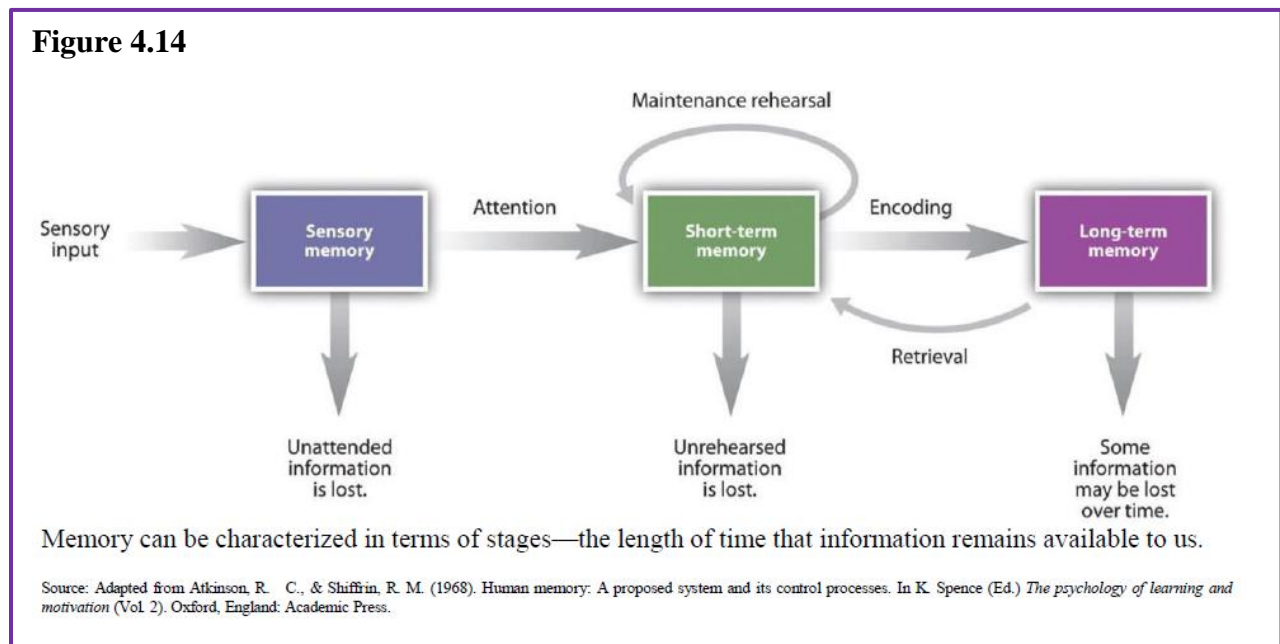 Figure 4.14
Maintenance rehearsal
Sensory
input
Sensory
memory
Attention
Short-term
memory
Encoding
Long-term
memory
Retrieval
Unattended
information
is lost.
Unrehearsed
information
is lost.
Some
information
may be lost
over time.
Memory can be characterized in terms of stages—the length of time that information remains available to us.
Source: Adapted from Atkinson, R. C., & Shiffrin, R. M. (1968). Human memory: A proposed system and its control processes. In K. Spence (Ed.) The psychology of learning and
motivation (Vol. 2). Oxford, England: Academic Press.